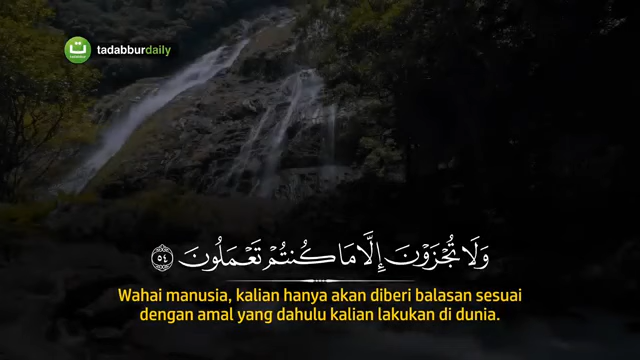 tadabburdaily
وَلَا تُجْزَوْنَ إِلَّا مَا كُنتُمْ تَعْمَلُونَ ٥٤
Wahai manusia, kalian hanya akan diberi balasan sesuai
dengan amal yang dahulu kalian lakukan di dunia.